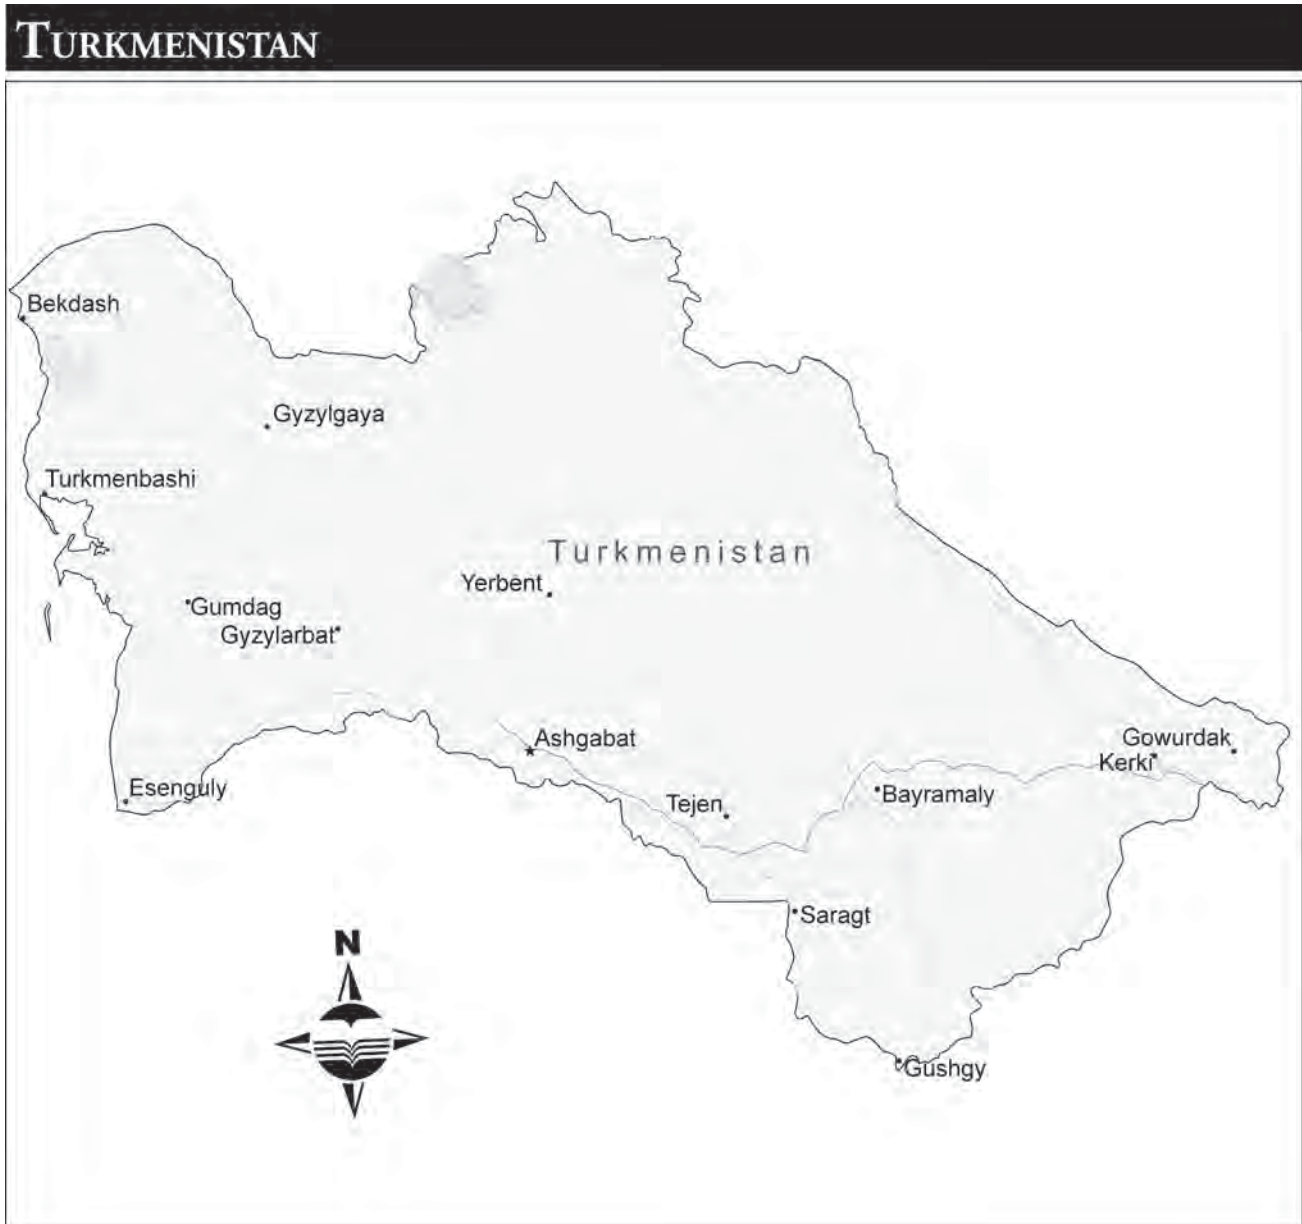 TURKMENISTAN
Bekdash
Gyzylgaya
Turkmenbashi
Turkmenistan
Yerbent
Gumdag
Gyzylarbat
Ashgabat
Gowurdak
Kerki
Esenguly
Tejen
Bayramaly
Saragt
N
Gushgy